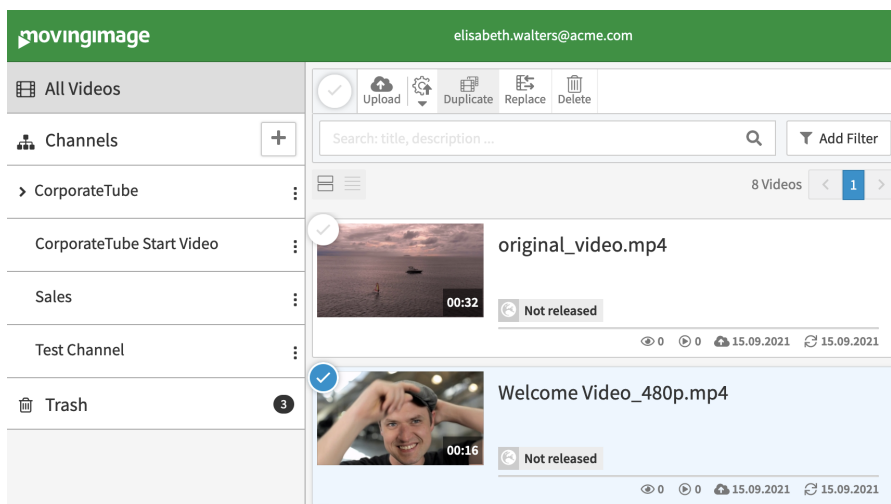 movingimage
elisabeth.walters@acme.com
All Videos
Channels
CorporateTube
CorporateTube Start Video
Sales
Test Channel
Trash 3
Upload Duplicate Replace Delete
Search: title, description ...
Add Filter
8 Videos < 1 >
original_video.mp4
00:32
Not released
0 0 15.09.2021 15.09.2021
Welcome Video_480p.mp4
00:16
Not released
0 0 15.09.2021 15.09.2021